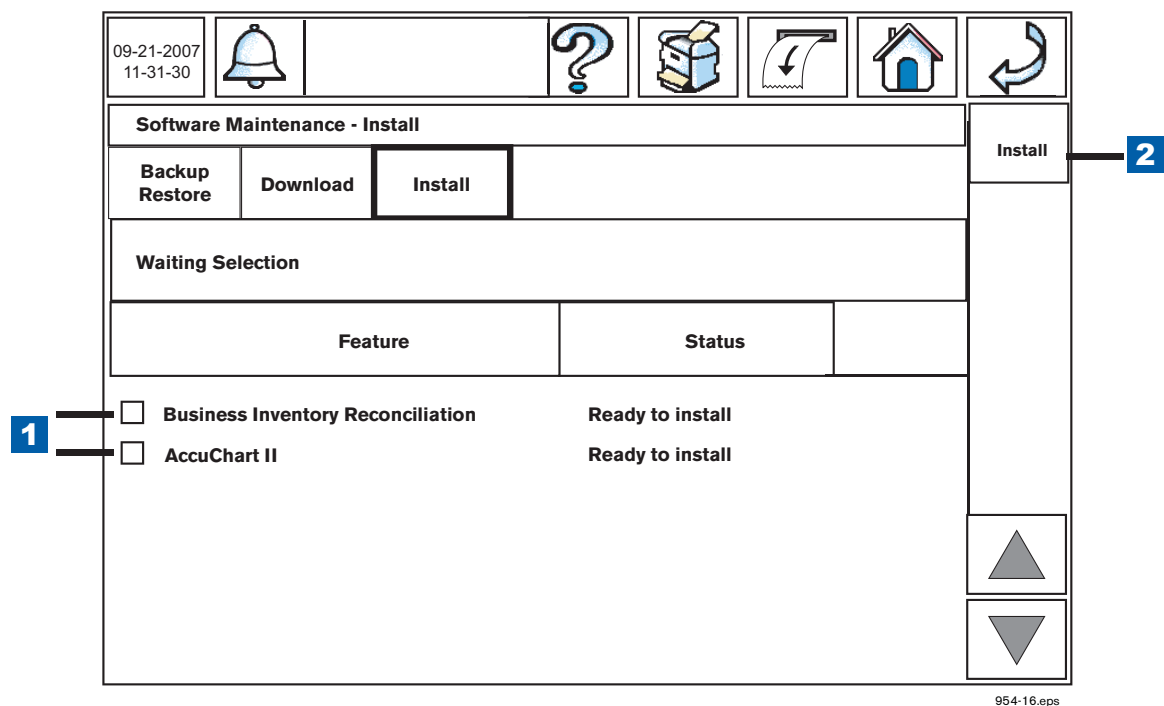 09-21-2007
11-31-30
Software Maintenance - Install
Install
2
Backup
Restore
Download
Install
Waiting Selection
Feature
Status
1
Business Inventory Reconciliation
Ready to install
AccuChart II
Ready to install
954-16.eps